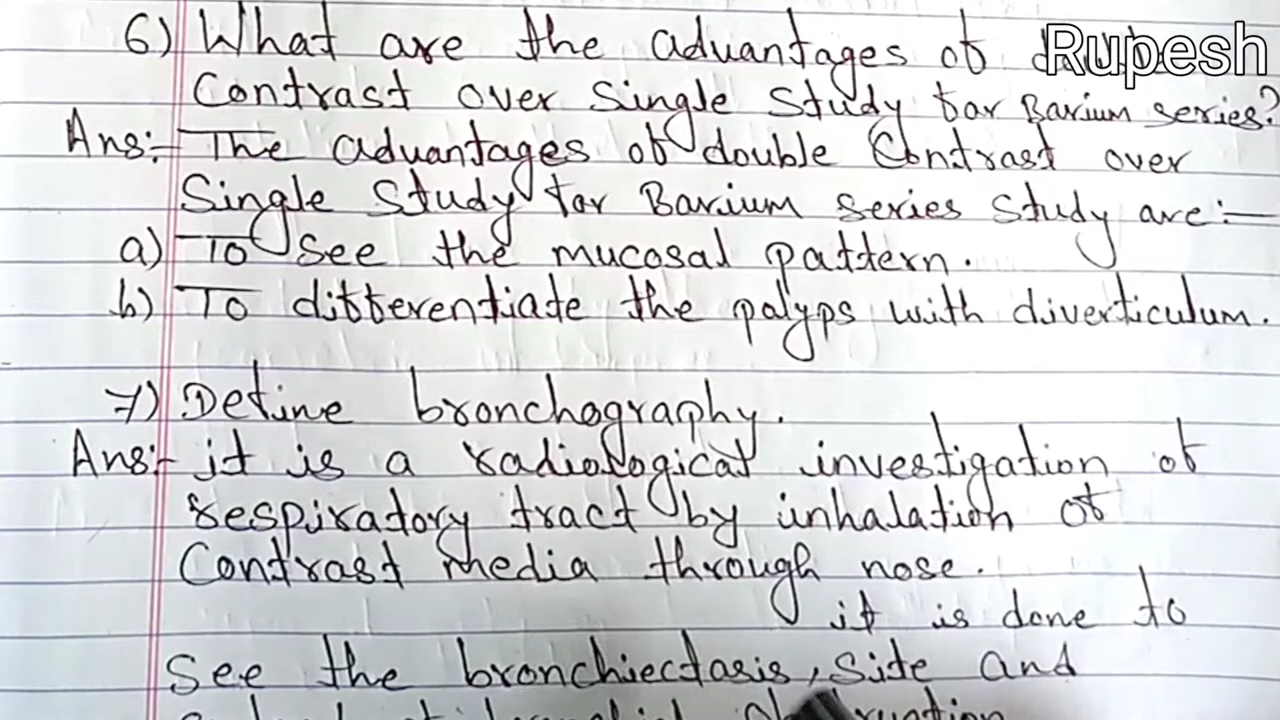 6) What are the advantages of
Rupesh
Contrast over Single Study for Barium series?
Ans:- The advantages of double Contrast over
Single Study for Barium series Study are:-
a) To see the mucosal pattern.
b) To differentiate the polyps with diverticulum.
7) Define bronchography.
Ans:- it is a radiological investigation of
respiratory tract by inhalation of
Contrast media through nose.
it is done to
See the bronchiectasis, Site and